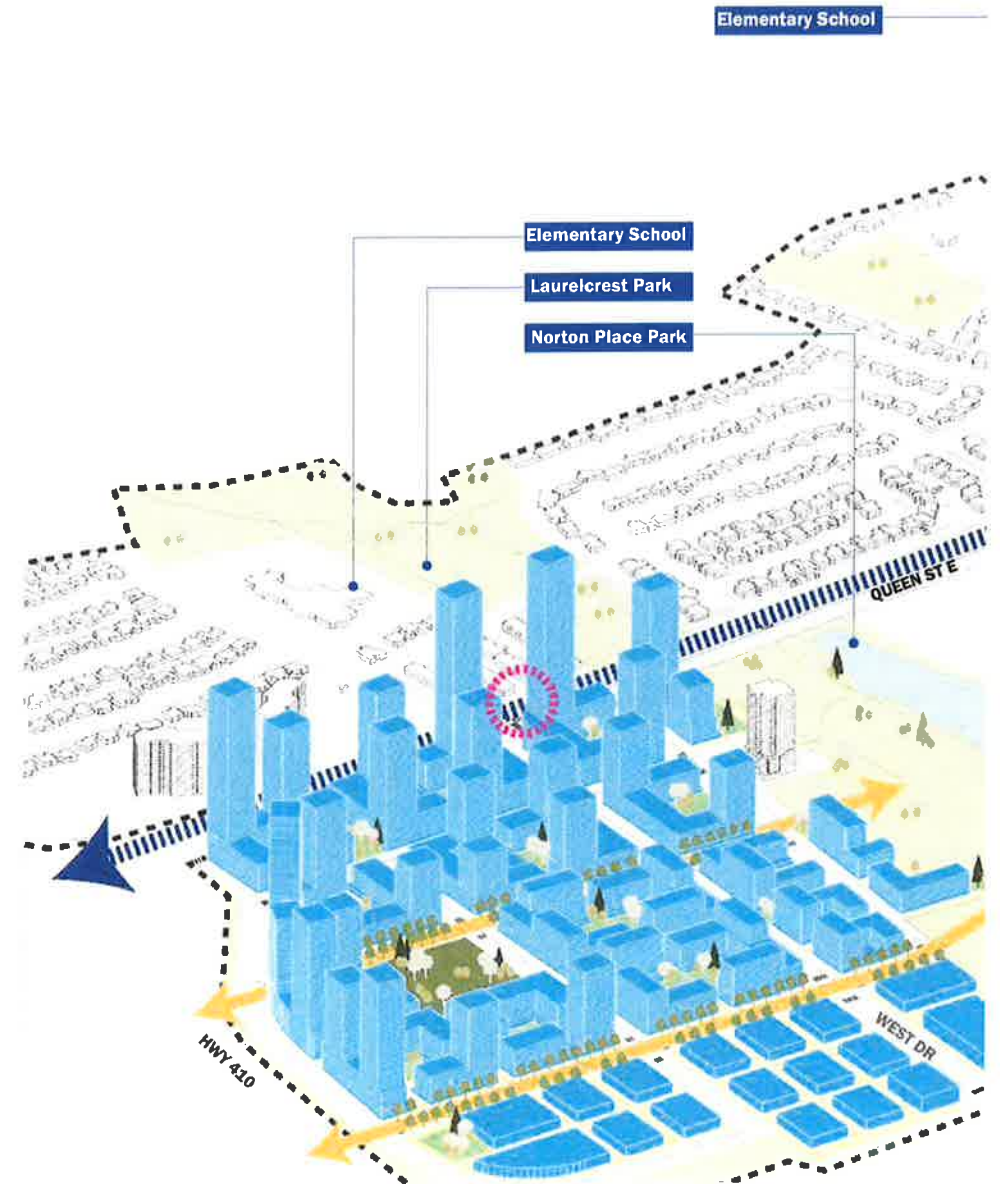 Elementary School
Elementary School
Laurelcrest Park
Norton Place Park
QUEEN ST E
WEST DR
HWY 410